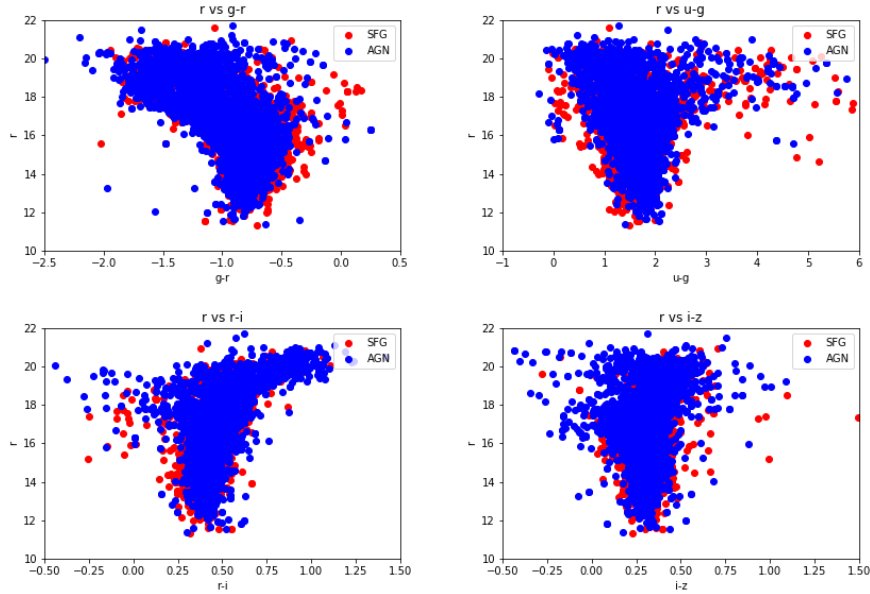 r vs g-r
22
20
18
16
14
12
10
r
-2.5 -2.0 -1.5 -1.0 -0.5 0.0 0.5
g-r
SFG
AGN
r vs u-g
22
20
18
16
14
12
10
r
-1 0 1 2 3 4 5 6
u-g
SFG
AGN
r vs r-i
22
20
18
16
14
12
10
r
-0.50 -0.25 0.00 0.25 0.50 0.75 1.00 1.25 1.50
r-i
SFG
AGN
r vs i-z
22
20
18
16
14
12
10
r
-0.50 -0.25 0.00 0.25 0.50 0.75 1.00 1.25 1.50
i-z
SFG
AGN